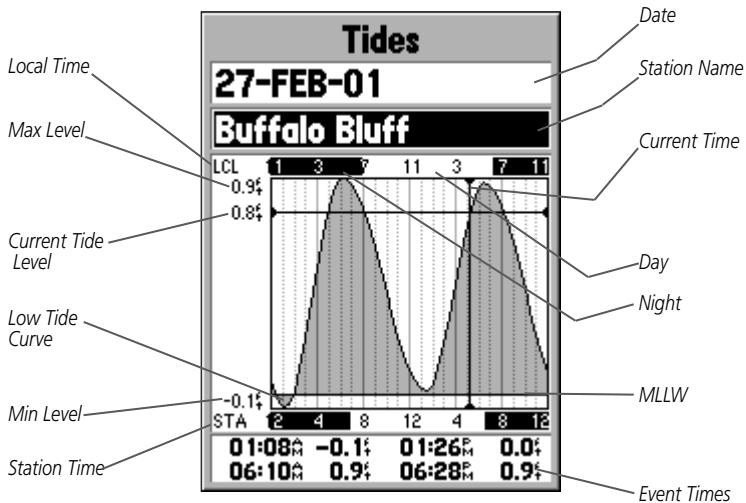 Tides
Date
Local Time
27-FEB-01
Station Name
Max Level
Buffalo Bluff
Current Time
LCL 11 3 7 11 3 7 11
0.9ft
0.8ft
Current Tide
Level
Day
Night
Low Tide
Curve
MLLW
Min Level
-0.1ft
STA 12 4 8 12 4 8 12
Station Time
01:08AM -0.1ft 01:26PM 0.0ft
06:10AM 0.9ft 06:28PM 0.9ft
Event Times